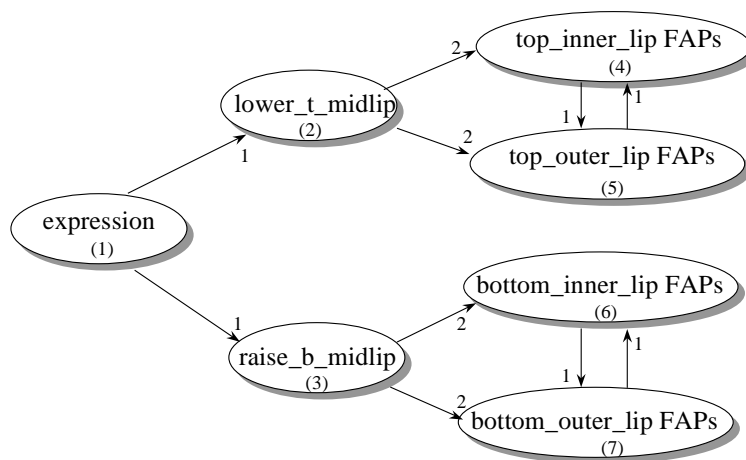 top_inner_lip FAPs
(4)
2
lower_t_midlip
(2)
1
1
2
1
top_outer_lip FAPs
(5)
expression
(1)
bottom_inner_lip FAPs
(6)
1
2
raise_b_midlip
(3)
1
1
2
bottom_outer_lip FAPs
(7)